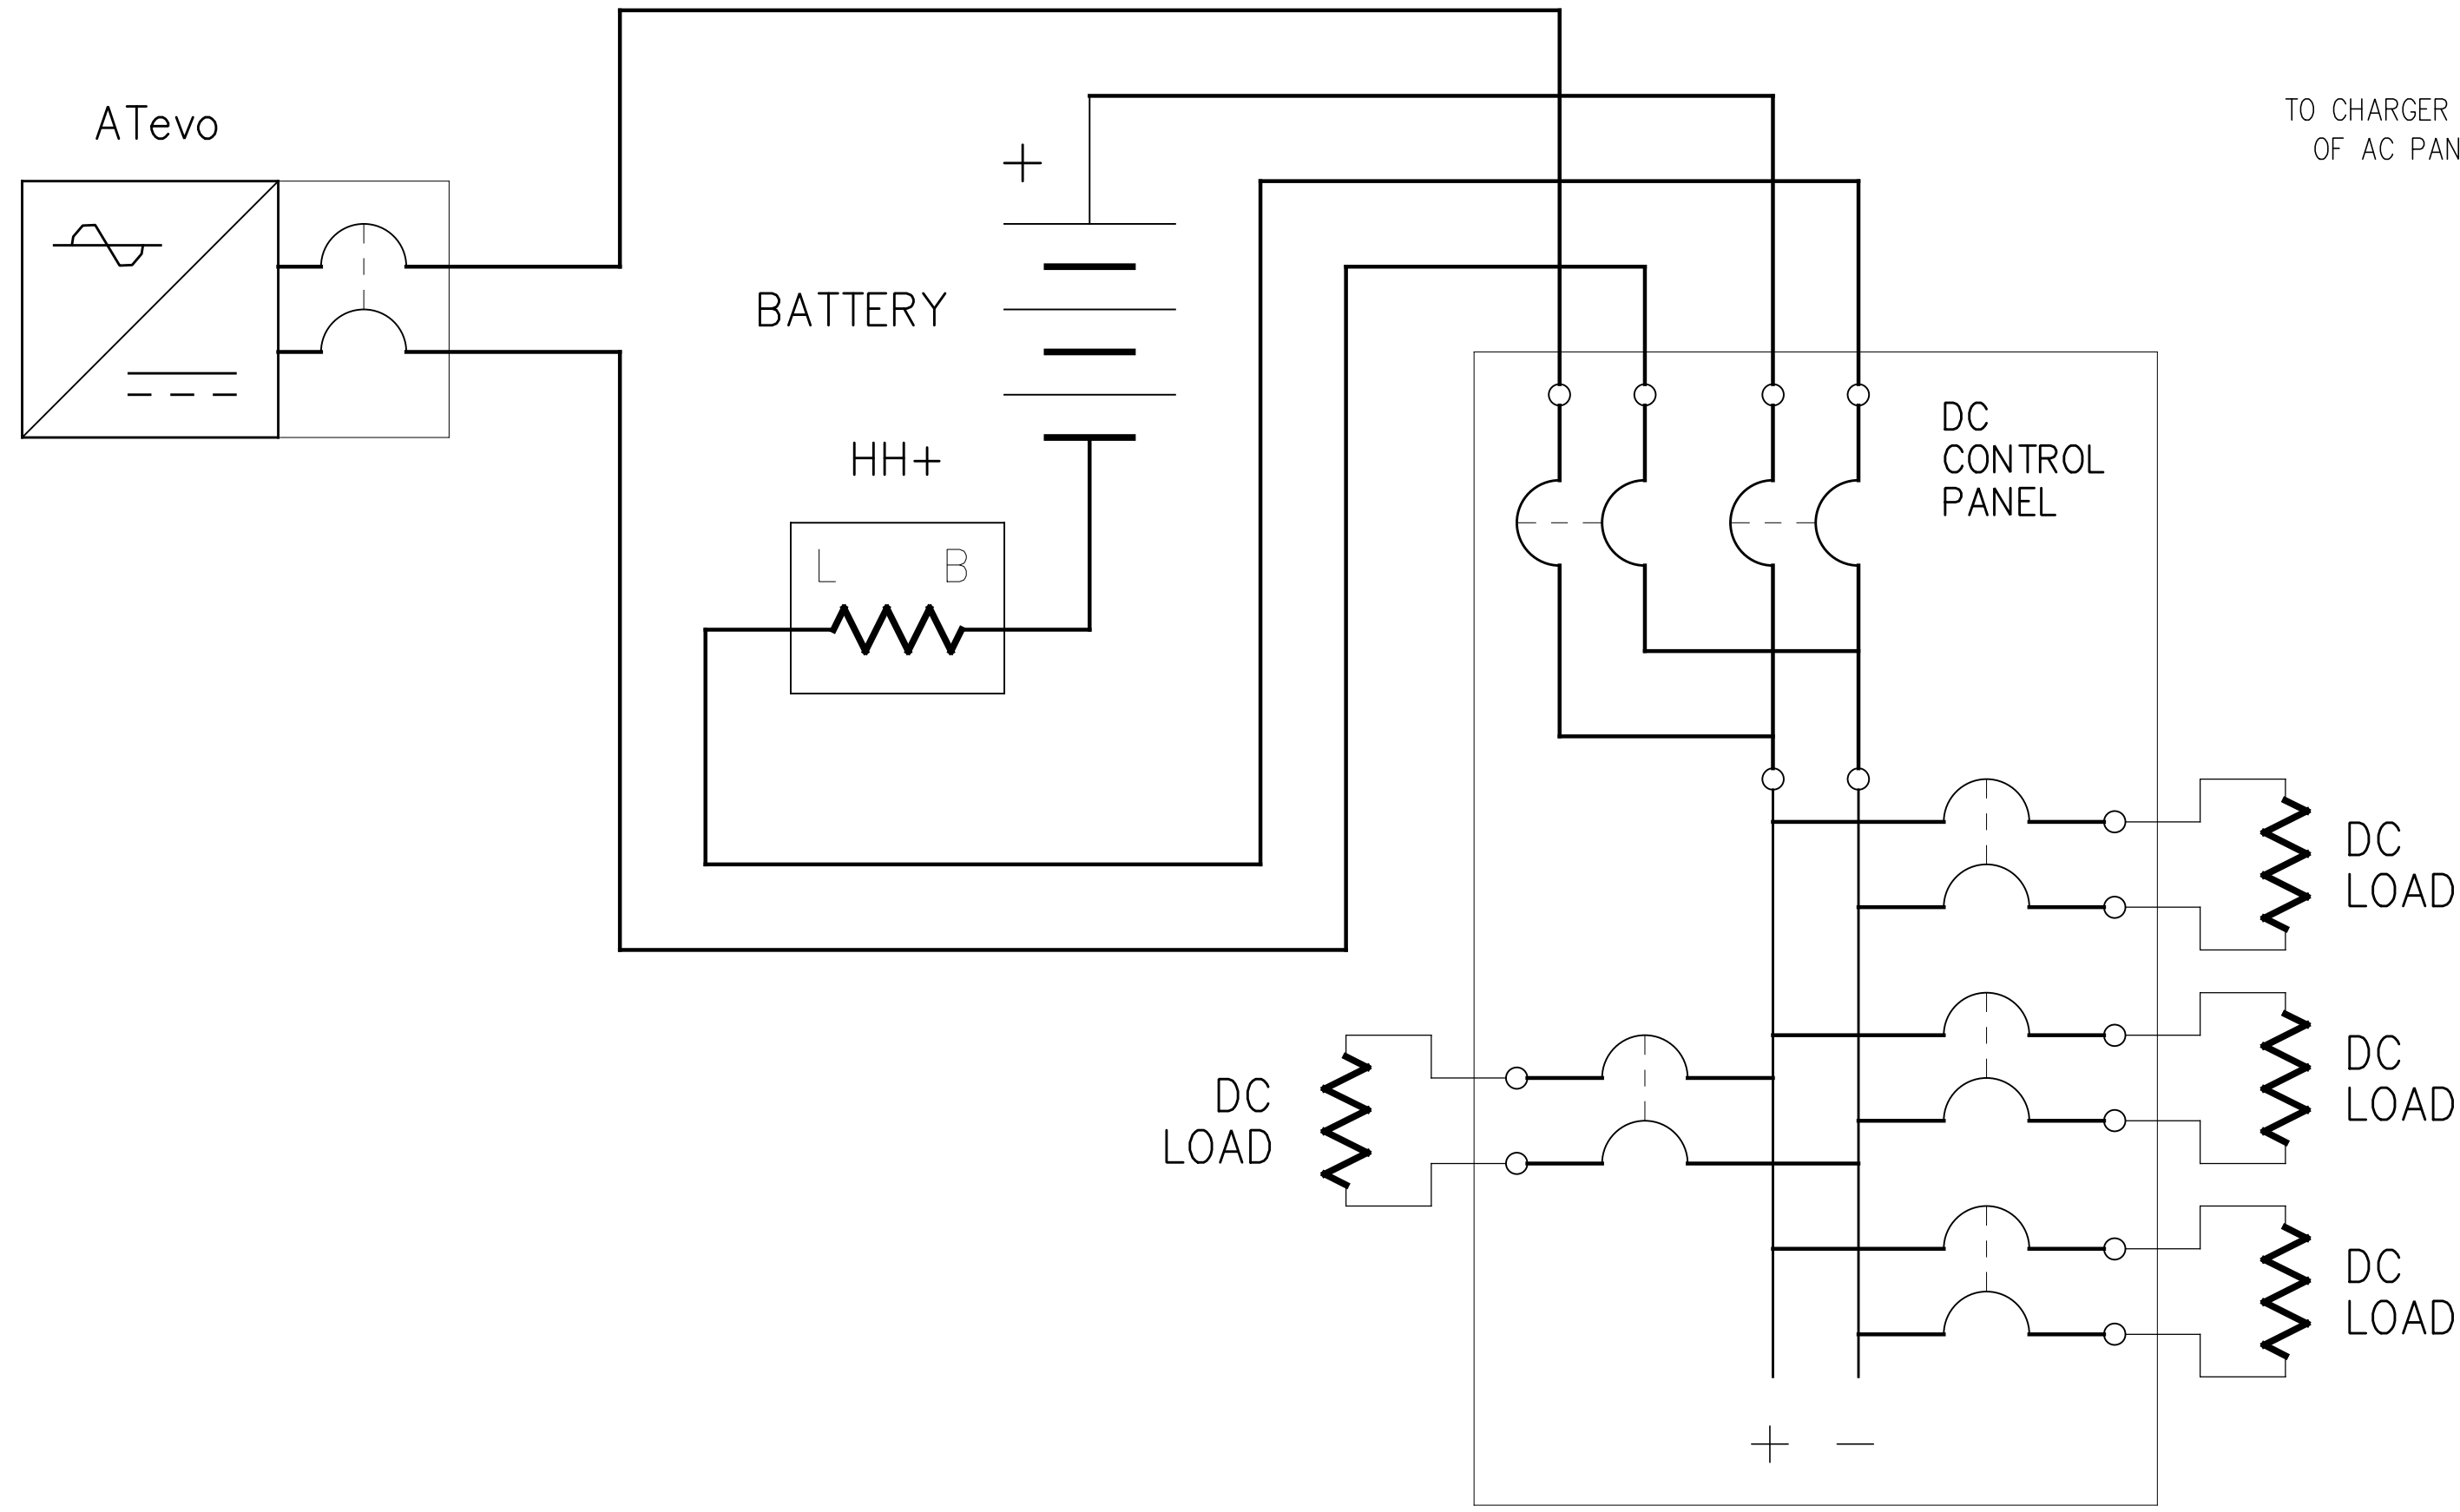 ATevo
TO CHARGER
OF AC PAN
+
BATTERY
HH+
L B
DC
CONTROL
PANEL
DC
LOAD
DC
LOAD
DC
LOAD
DC
LOAD
+ −